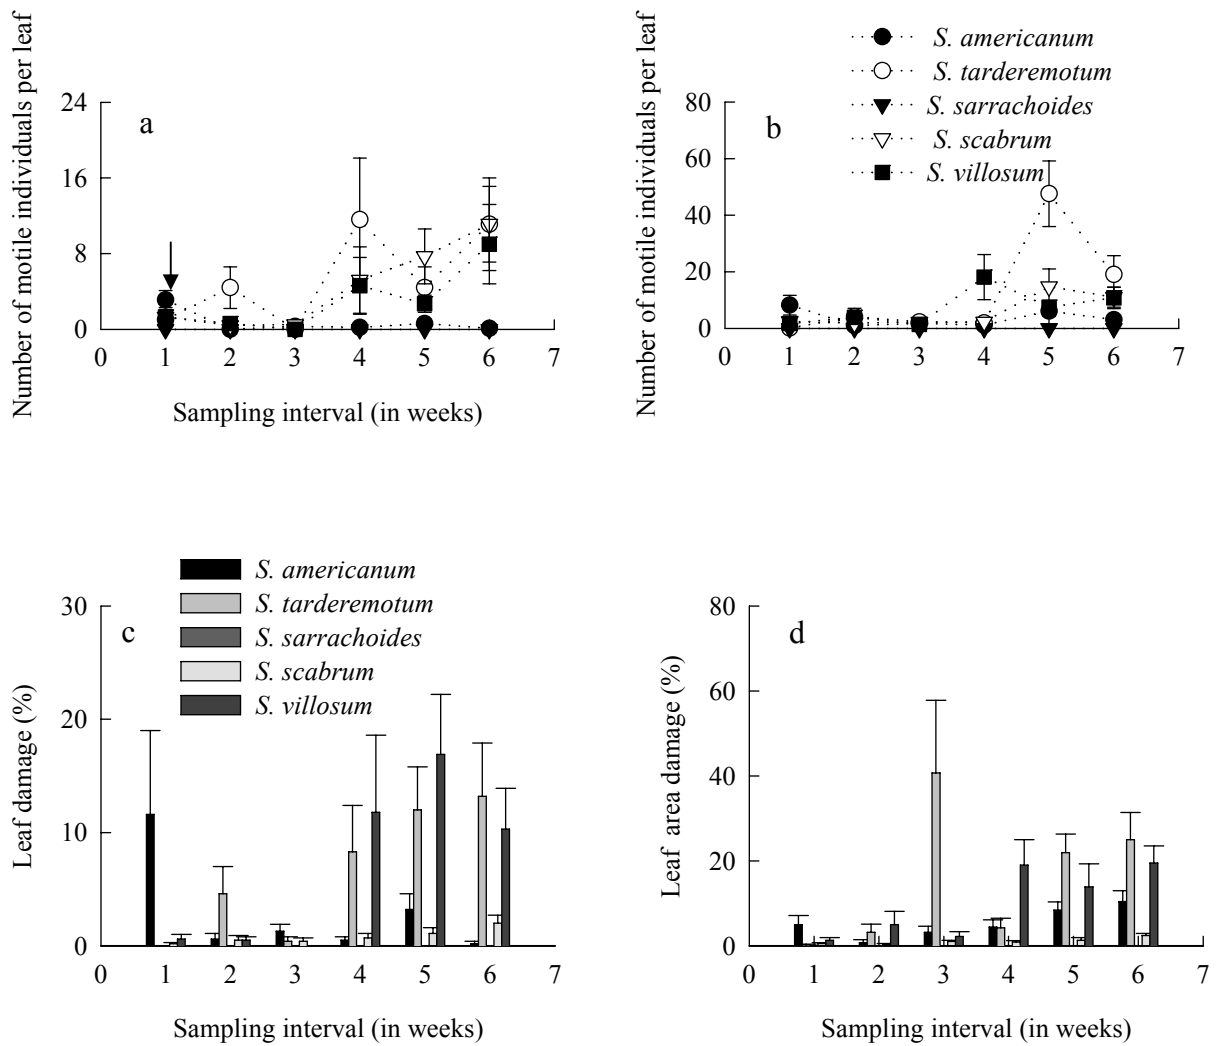 Number of motile individuals per leaf
24
16
8
0
a
0 1 2 3 4 5 6 7
Sampling interval (in weeks)
Number of motile individuals per leaf
80
60
40
20
0
b
S. americanum
S. tarderemotum
S. sarrachoides
S. scabrum
S. villosum
0 1 2 3 4 5 6 7
Leaf damage (%)
30
20
10
0
c
S. americanum
S. tarderemotum
S. sarrachoides
S. scabrum
S. villosum
0 1 2 3 4 5 6 7
Sampling interval (in weeks)
Leaf area damage (%)
80
60
40
20
0
d
0 1 2 3 4 5 6 7
Sampling interval (in weeks)